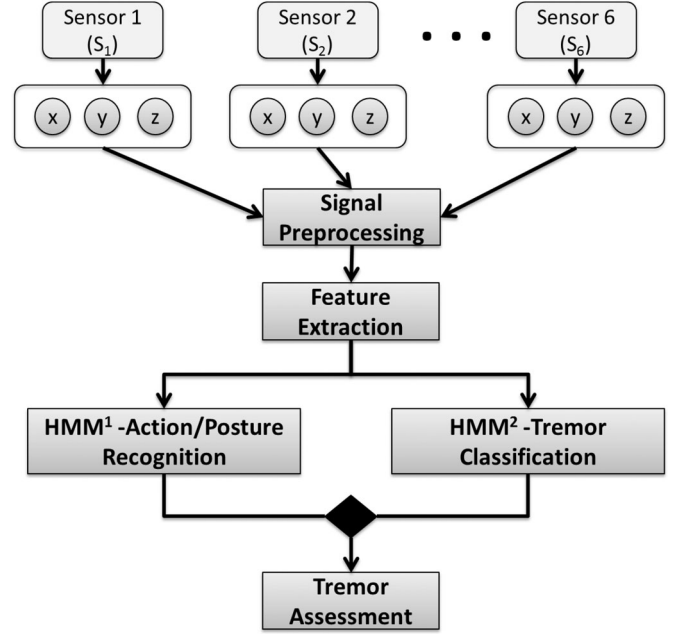 Sensor 1
(S₁)
Sensor 2
(S₂)
Sensor 6
(S₆)
x y z
x y z
x y z
Signal
Preprocessing
Feature
Extraction
HMM¹ -Action/Posture
Recognition
HMM² -Tremor
Classification
Tremor
Assessment